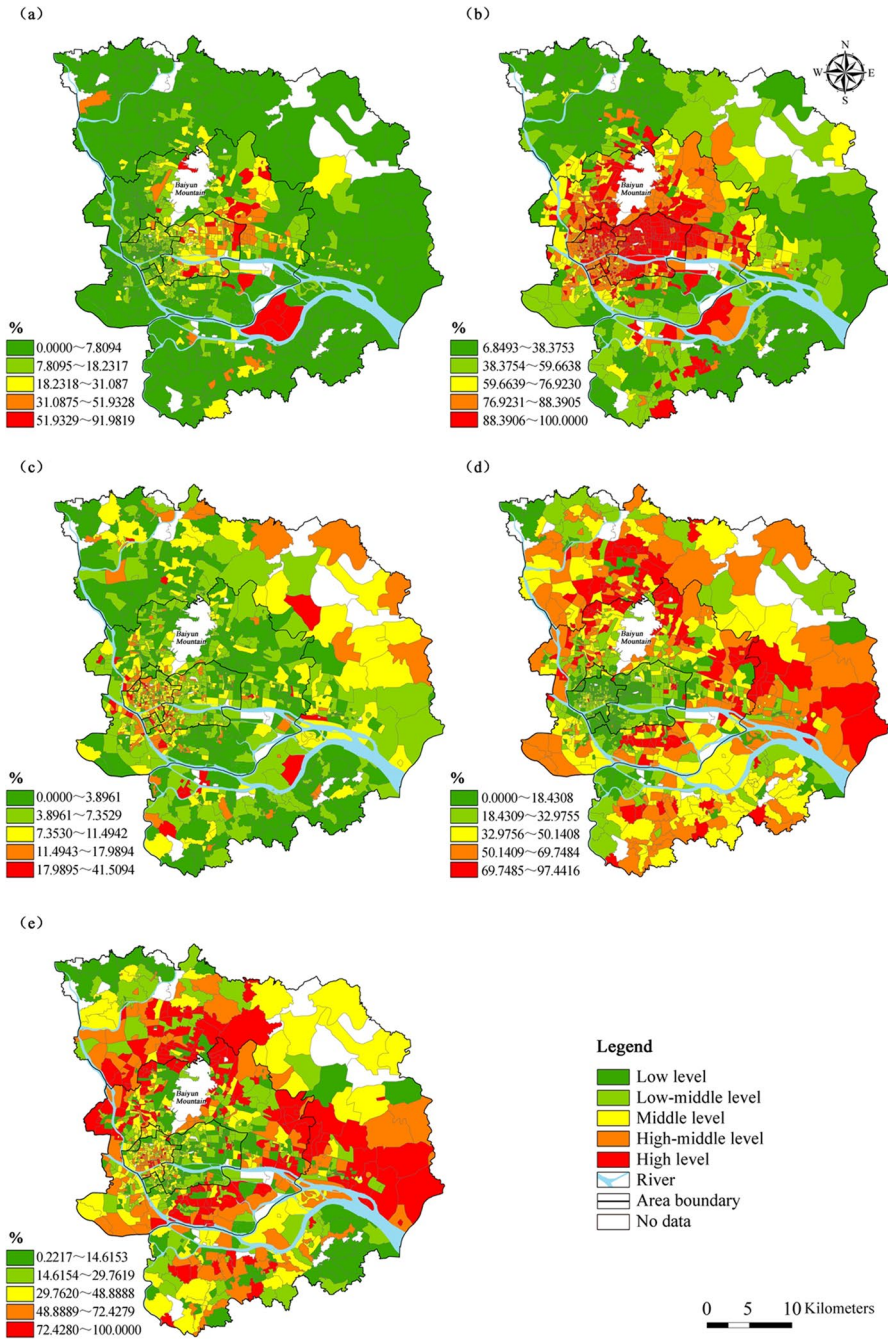 (a)
(b)
N
W E
S
Baiyun
Mountain
Baiyun
Mountain
%
0.0000～7.8094
7.8095～18.2317
18.2318～31.087
31.0875～51.9328
51.9329～91.9819
%
6.8493～38.3753
38.3754～59.6638
59.6639～76.9230
76.9231～88.3905
88.3906～100.0000
(c)
(d)
Baiyun
Mountain
Baiyun
Mountain
%
0.0000～3.8961
3.8961～7.3529
7.3530～11.4942
11.4943～17.9894
17.9895～41.5094
%
0.0000～18.4308
18.4309～32.9755
32.9756～50.1408
50.1409～69.7484
69.7485～97.4416
(e)
Baiyun
Mountain
%
0.2217～14.6153
14.6154～29.7619
29.7620～48.8888
48.8889～72.4279
72.4280～100.0000
Legend
Low level
Low-middle level
Middle level
High-middle level
High level
River
Area boundary
No data
0 5 10 Kilometers